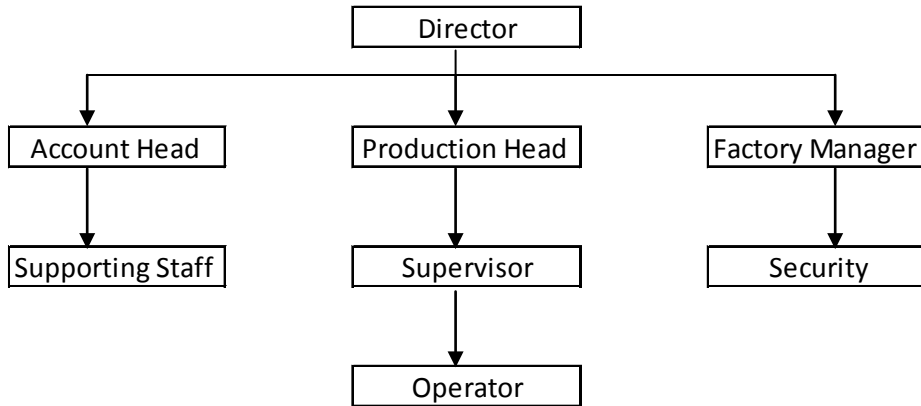 Director
Account Head
Production Head
Factory Manager
Supporting Staff
Supervisor
Security
Operator